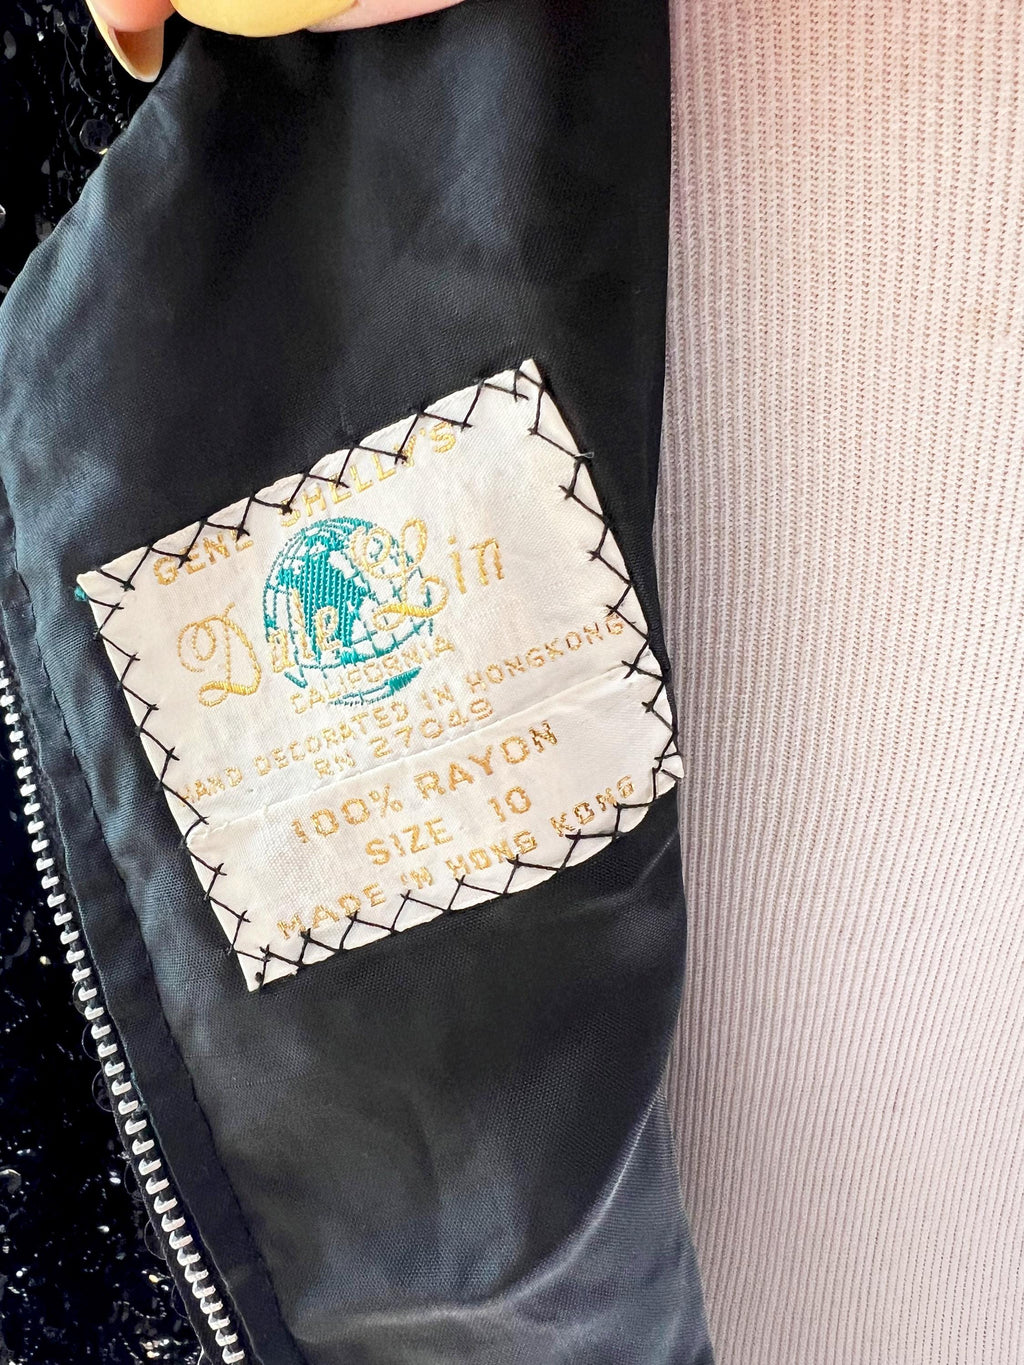 GENE SHELLY'S
Dale Lin
CALIFORNIA
HAND DECORATED IN HONGKONG
RN 27049
100% RAYON
SIZE 10
MADE IN HONG KONG